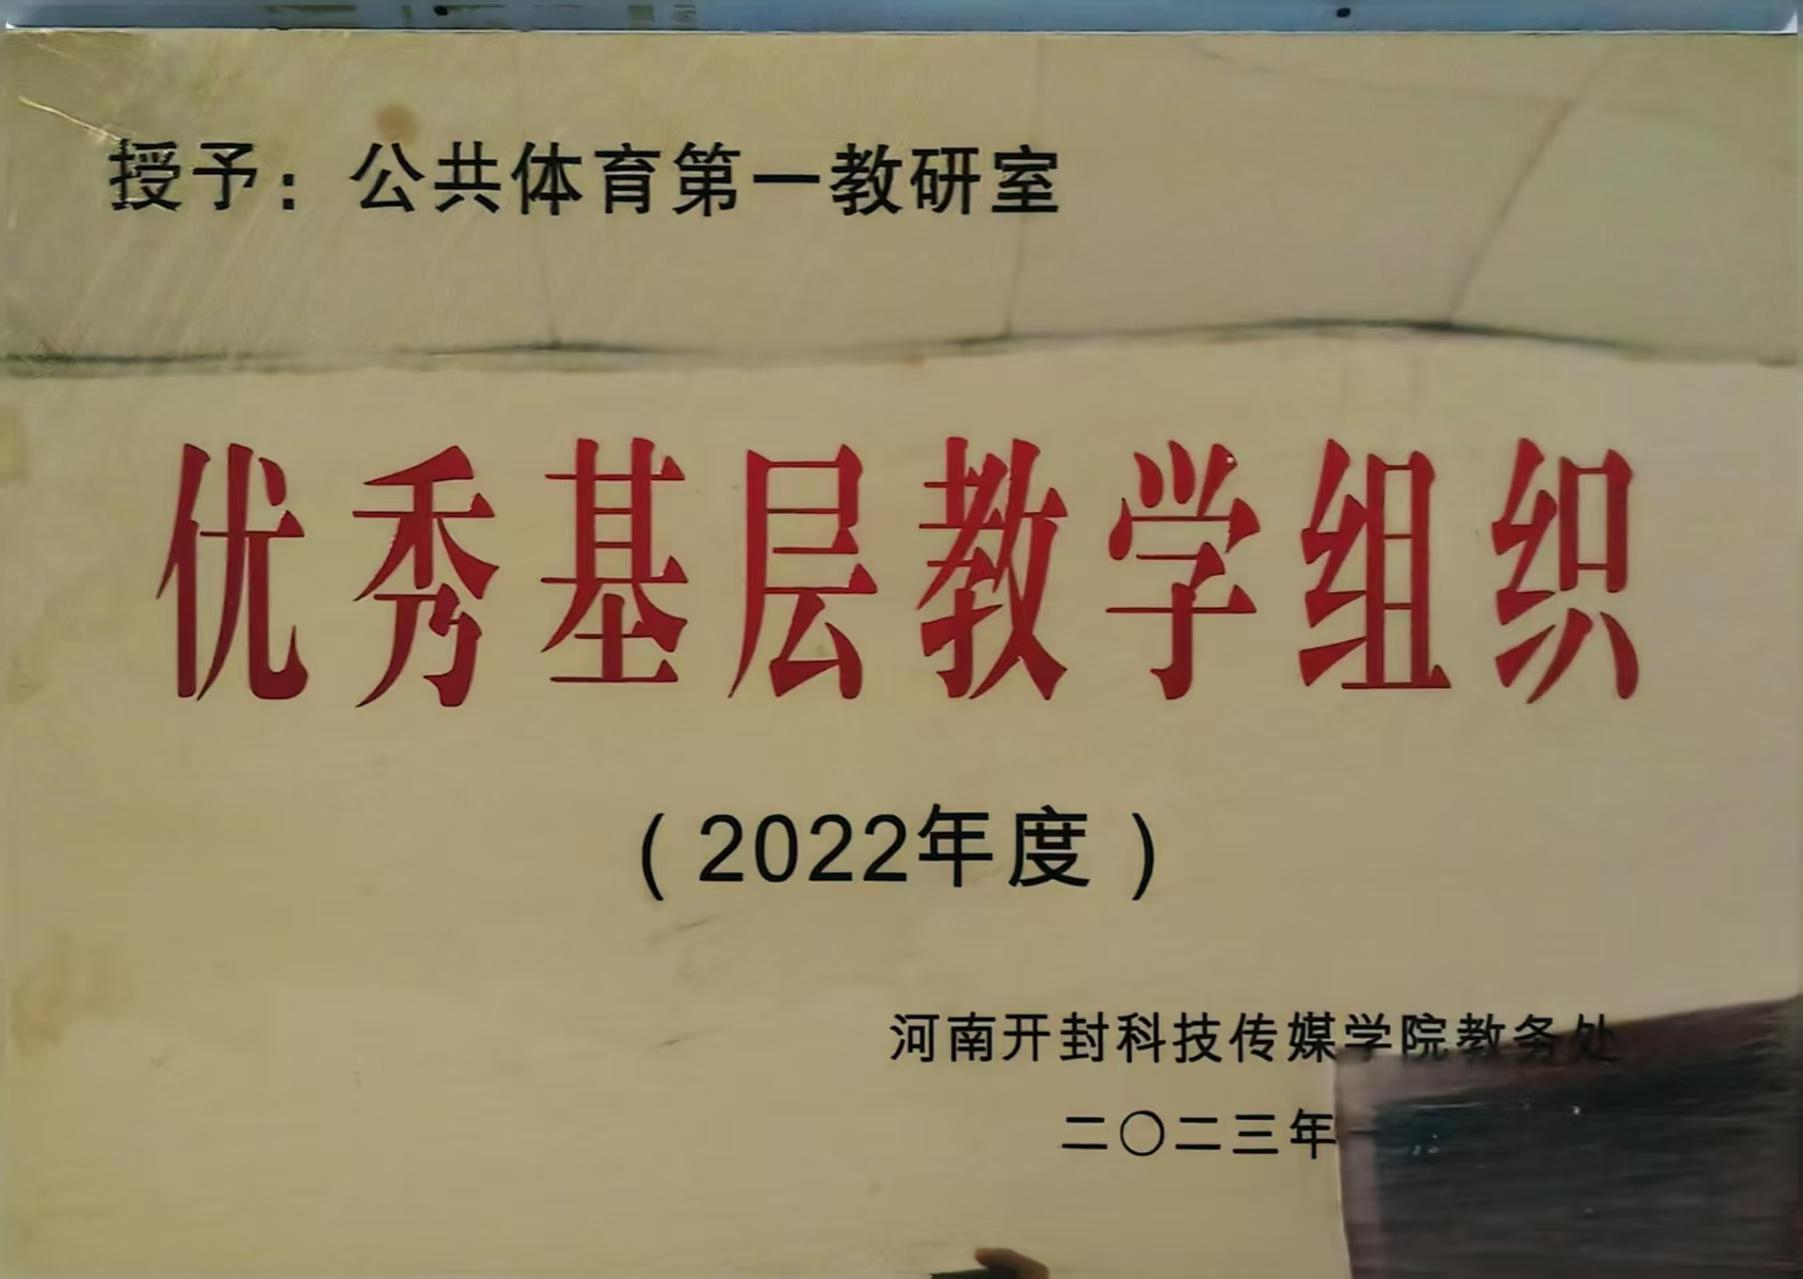 授予：公共体育第一教研室
优秀基层教学组织
（2022年度）
河南开封科技传媒学院教务处
二〇二三年